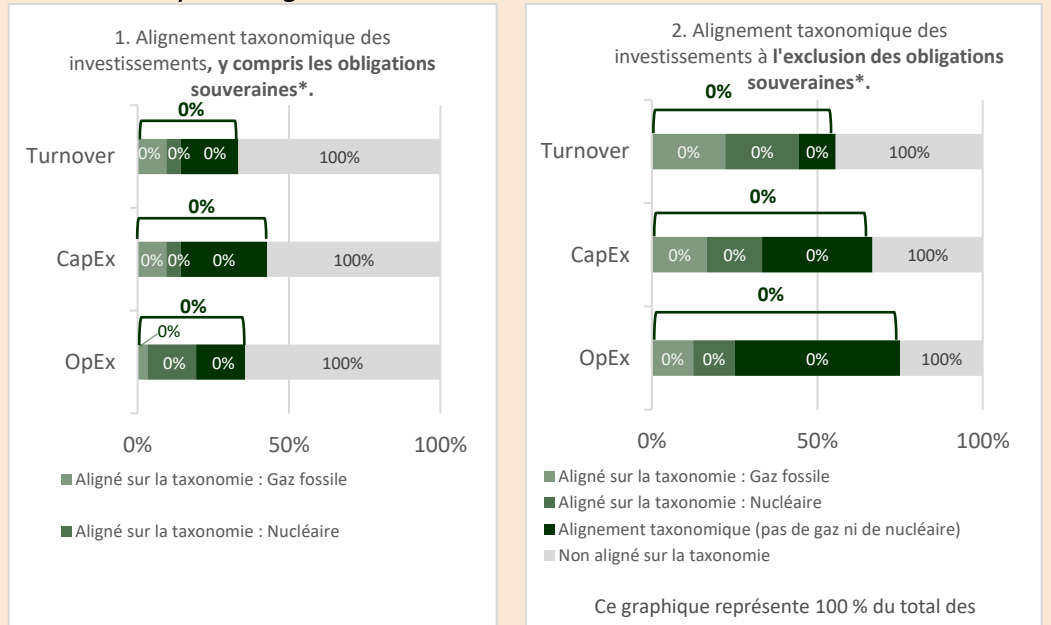 1. Alignement taxonomique des
investissements, y compris les obligations
souveraines*.
0%
Turnover
0% 0% 0% 100%
0%
CapEx
0% 0% 0% 100%
0%
0%
OpEx
0% 0% 100%
0% 50% 100%
Aligné sur la taxonomie : Gaz fossile
Aligné sur la taxonomie : Nucléaire
2. Alignement taxonomique des
investissements à l'exclusion des obligations
souveraines*.
0%
Turnover
0% 0% 0% 100%
0%
CapEx
0% 0% 0% 100%
0%
OpEx
0% 0% 0% 100%
0% 50% 100%
Aligné sur la taxonomie : Gaz fossile
Aligné sur la taxonomie : Nucléaire
Alignement taxonomique (pas de gaz ni de nucléaire)
Non aligné sur la taxonomie
Ce graphique représente 100 % du total des